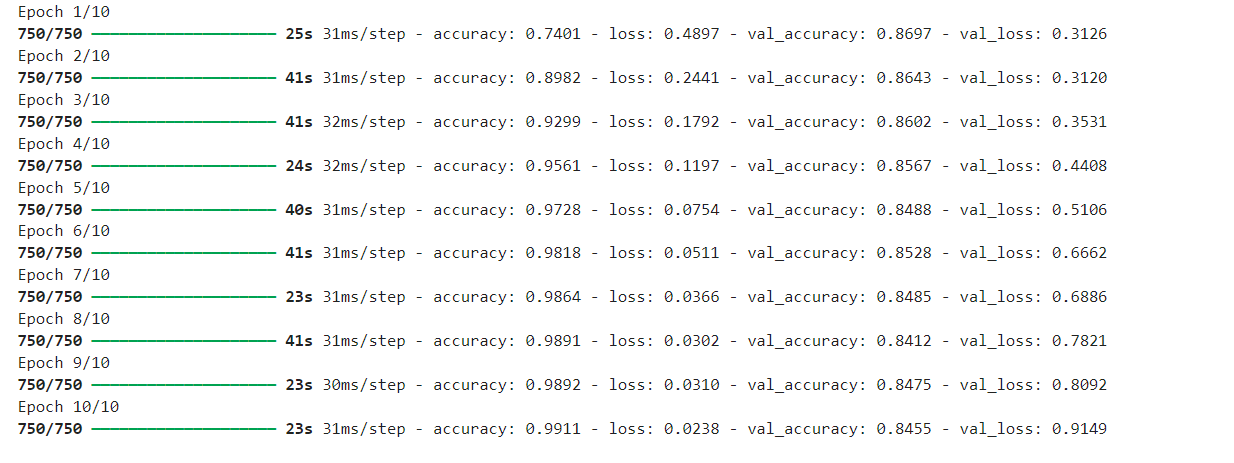 Epoch 1/10
750/750 ━━━━━━━━━━━━━━━━━━━━ 25s 31ms/step - accuracy: 0.7401 - loss: 0.4897 - val_accuracy: 0.8697 - val_loss: 0.3126
Epoch 2/10
750/750 ━━━━━━━━━━━━━━━━━━━━ 41s 31ms/step - accuracy: 0.8982 - loss: 0.2441 - val_accuracy: 0.8643 - val_loss: 0.3120
Epoch 3/10
750/750 ━━━━━━━━━━━━━━━━━━━━ 41s 32ms/step - accuracy: 0.9299 - loss: 0.1792 - val_accuracy: 0.8602 - val_loss: 0.3531
Epoch 4/10
750/750 ━━━━━━━━━━━━━━━━━━━━ 24s 32ms/step - accuracy: 0.9561 - loss: 0.1197 - val_accuracy: 0.8567 - val_loss: 0.4408
Epoch 5/10
750/750 ━━━━━━━━━━━━━━━━━━━━ 40s 31ms/step - accuracy: 0.9728 - loss: 0.0754 - val_accuracy: 0.8488 - val_loss: 0.5106
Epoch 6/10
750/750 ━━━━━━━━━━━━━━━━━━━━ 41s 31ms/step - accuracy: 0.9818 - loss: 0.0511 - val_accuracy: 0.8528 - val_loss: 0.6662
Epoch 7/10
750/750 ━━━━━━━━━━━━━━━━━━━━ 23s 31ms/step - accuracy: 0.9864 - loss: 0.0366 - val_accuracy: 0.8485 - val_loss: 0.6886
Epoch 8/10
750/750 ━━━━━━━━━━━━━━━━━━━━ 41s 31ms/step - accuracy: 0.9891 - loss: 0.0302 - val_accuracy: 0.8412 - val_loss: 0.7821
Epoch 9/10
750/750 ━━━━━━━━━━━━━━━━━━━━ 23s 30ms/step - accuracy: 0.9892 - loss: 0.0310 - val_accuracy: 0.8475 - val_loss: 0.8092
Epoch 10/10
750/750 ━━━━━━━━━━━━━━━━━━━━ 23s 31ms/step - accuracy: 0.9911 - loss: 0.0238 - val_accuracy: 0.8455 - val_loss: 0.9149